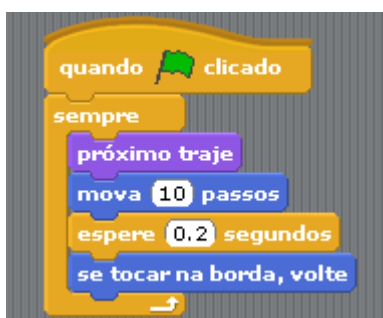 quando clicado
sempre
próximo traje
mova 10 passos
espere 0.2 segundos
se tocar na borda, volte